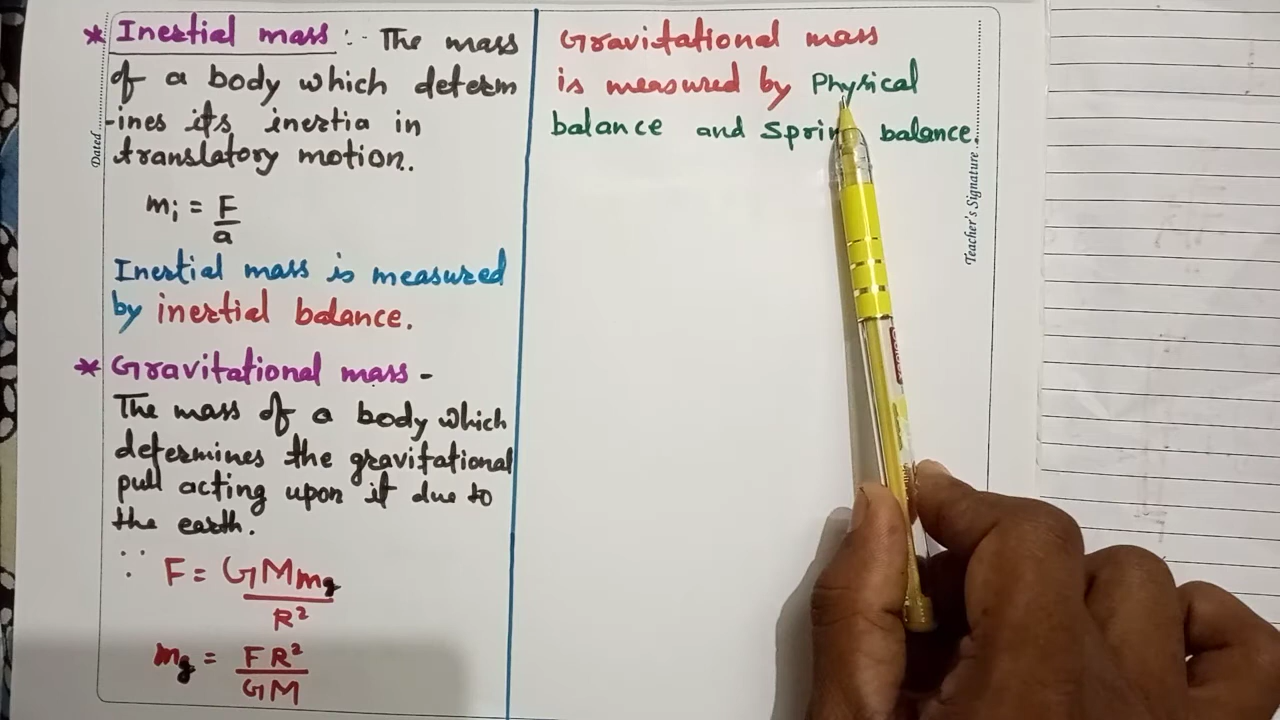 * Inertial mass :- The mass
of a body which determ
-ines its inertia in
translatory motion.
mi = F/a
Inertial mass is measured
by inertial balance.
* Gravitational mass -
The mass of a body which
determines the gravitational
pull acting upon it due to
the earth.
∵ F = GMmg/R²
mg = FR²/GM
Gravitational mass
is measured by Physical
balance and Sprin balance.
Dated
Teacher's Signature